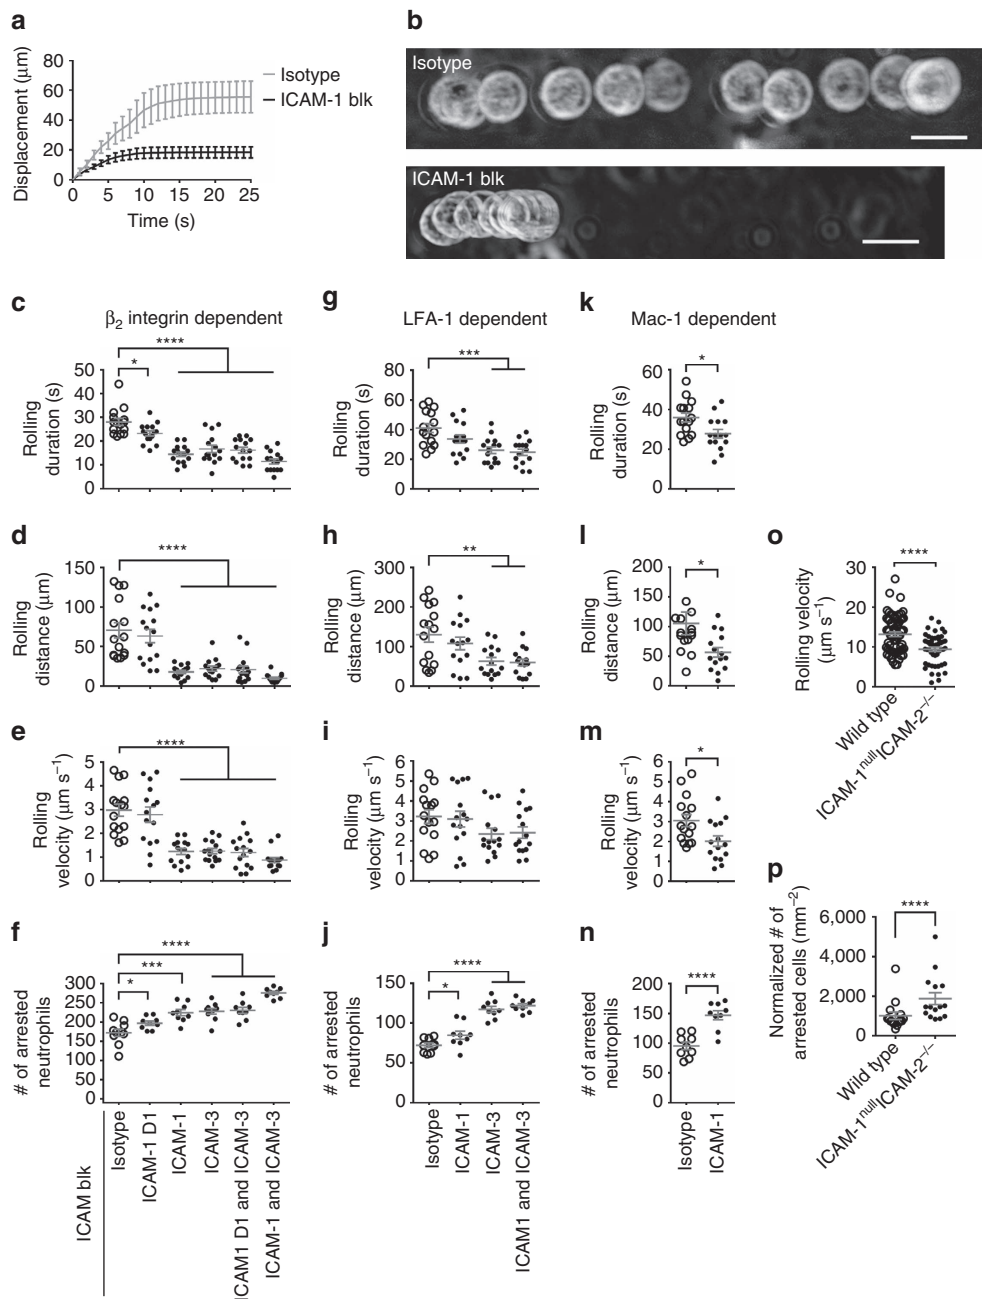 a
Displacement (μm)
80
60
40
20
0
0 5 10 15 20 25
Time (s)
Isotype
ICAM-1 blk
b
Isotype
ICAM-1 blk
c
β2 integrin dependent
****
*
Rolling
duration (s)
50
40
30
20
10
0
g
LFA-1 dependent
***
Rolling
duration (s)
80
60
40
20
0
k
Mac-1 dependent
*
Rolling
duration (s)
60
40
20
0
d
****
Rolling
distance (μm)
150
100
50
0
h
**
Rolling
distance (μm)
300
200
100
0
l
*
Rolling
distance (μm)
200
150
100
50
0
o
****
Rolling velocity
(μm s−1)
30
20
10
0
Wild type
ICAM-1nullICAM-2−/−
e
****
Rolling
velocity (μm s−1)
5
4
3
2
1
0
i
Rolling
velocity (μm s−1)
6
5
4
3
2
1
0
m
*
Rolling
velocity (μm s−1)
6
5
4
3
2
1
0
p
****
Normalized # of
arrested cells (mm−2)
6,000
4,000
2,000
0
Wild type
ICAM-1nullICAM-2−/−
f
****
***
*
# of arrested
neutrophils
300
250
200
150
100
50
0
ICAM blk
Isotype
ICAM-1 D1
ICAM-1
ICAM-3
ICAM1 D1 and ICAM-3
ICAM-1 and ICAM-3
j
****
*
# of arrested
neutrophils
150
100
50
0
Isotype
ICAM-1
ICAM-3
ICAM1 and ICAM-3
n
****
# of arrested
neutrophils
200
150
100
50
0
Isotype
ICAM-1